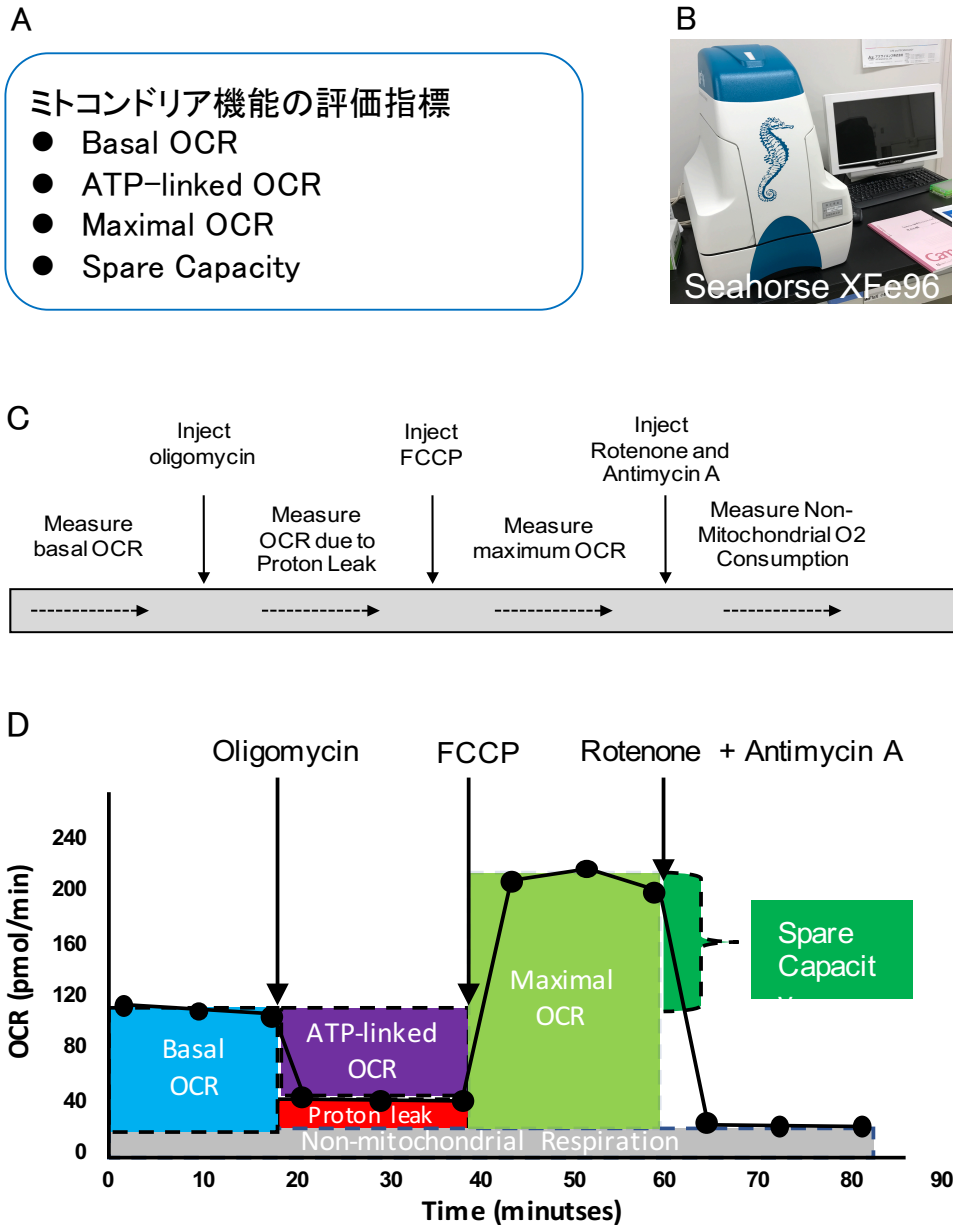 A
ミトコンドリア機能の評価指標
● Basal OCR
● ATP-linked OCR
● Maximal OCR
● Spare Capacity
B
Cam
Seahorse XFe96
C
Inject
oligomycin
Inject
FCCP
Inject
Rotenone and
Antimycin A
Measure
basal OCR
Measure
OCR due to
Proton Leak
Measure
maximum OCR
Measure Non-
Mitochondrial O2
Consumption
D
Oligomycin
FCCP
Rotenone + Antimycin A
OCR (pmol/min)
240
200
160
120
80
40
0
Basal
OCR
ATP-linked
OCR
Proton leak
Maximal
OCR
Spare
Capacit
y
Non-mitochondrial Respiration
0 10 20 30 40 50 60 70 80 90
Time (minutses)